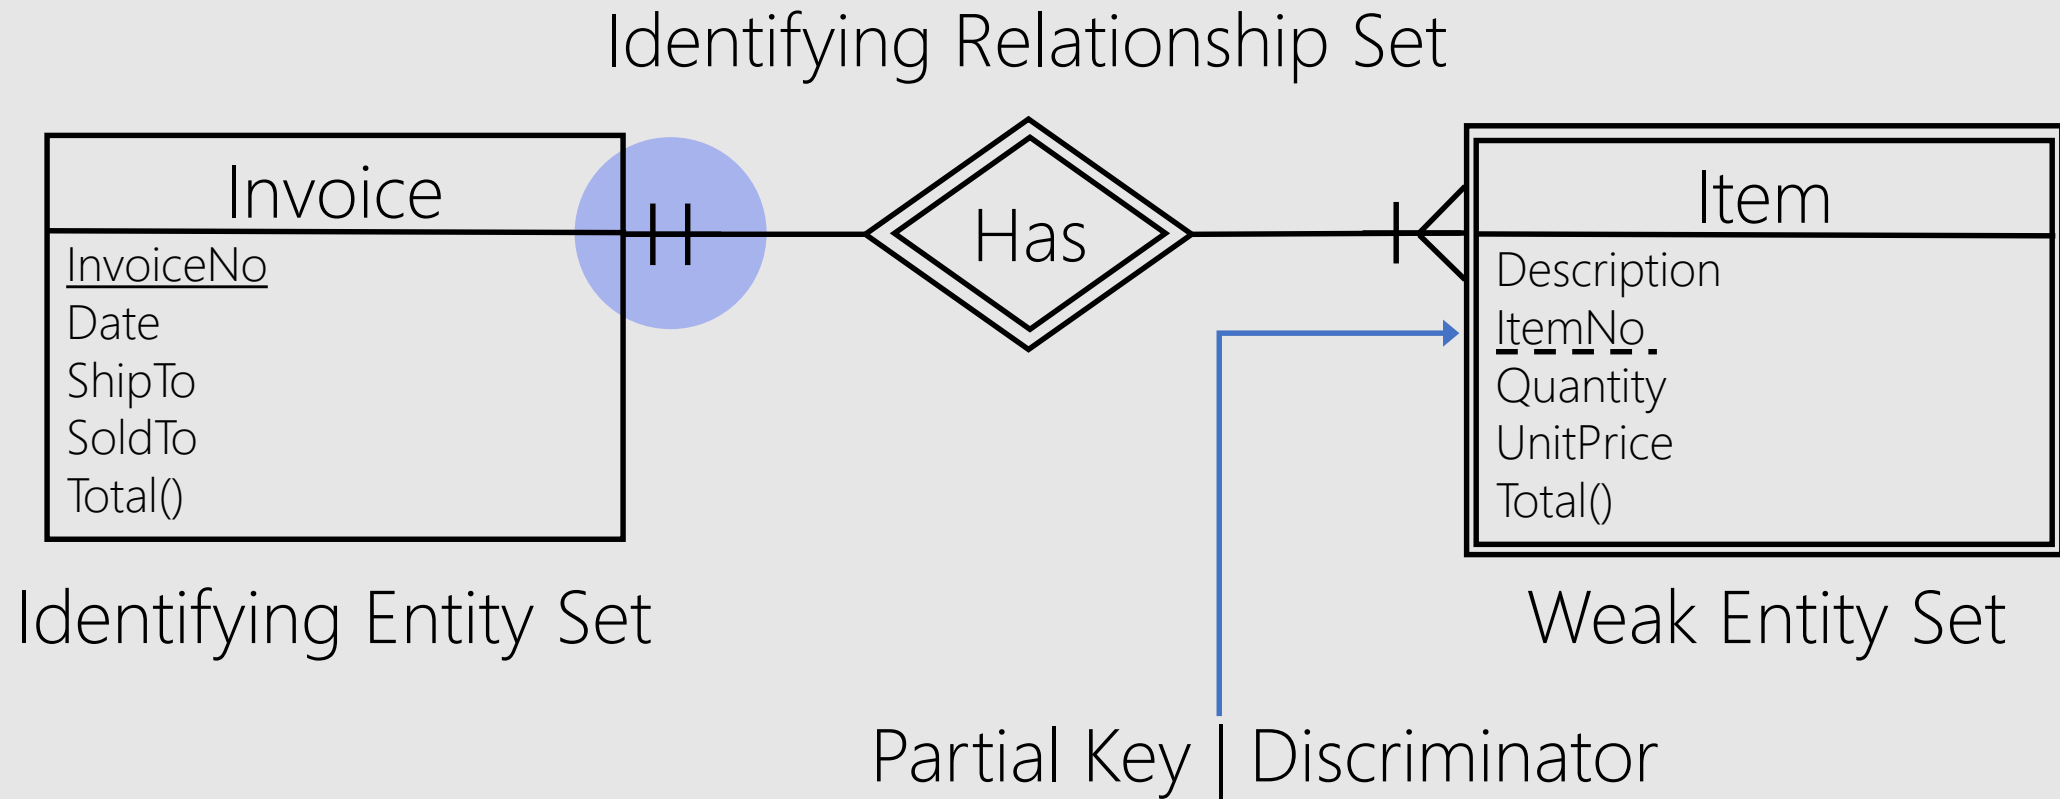 Identifying Relationship Set
Invoice
InvoiceNo
Date
ShipTo
SoldTo
Total()
Has
Item
Description
ItemNo
Quantity
UnitPrice
Total()
Identifying Entity Set
Weak Entity Set
Partial Key | Discriminator